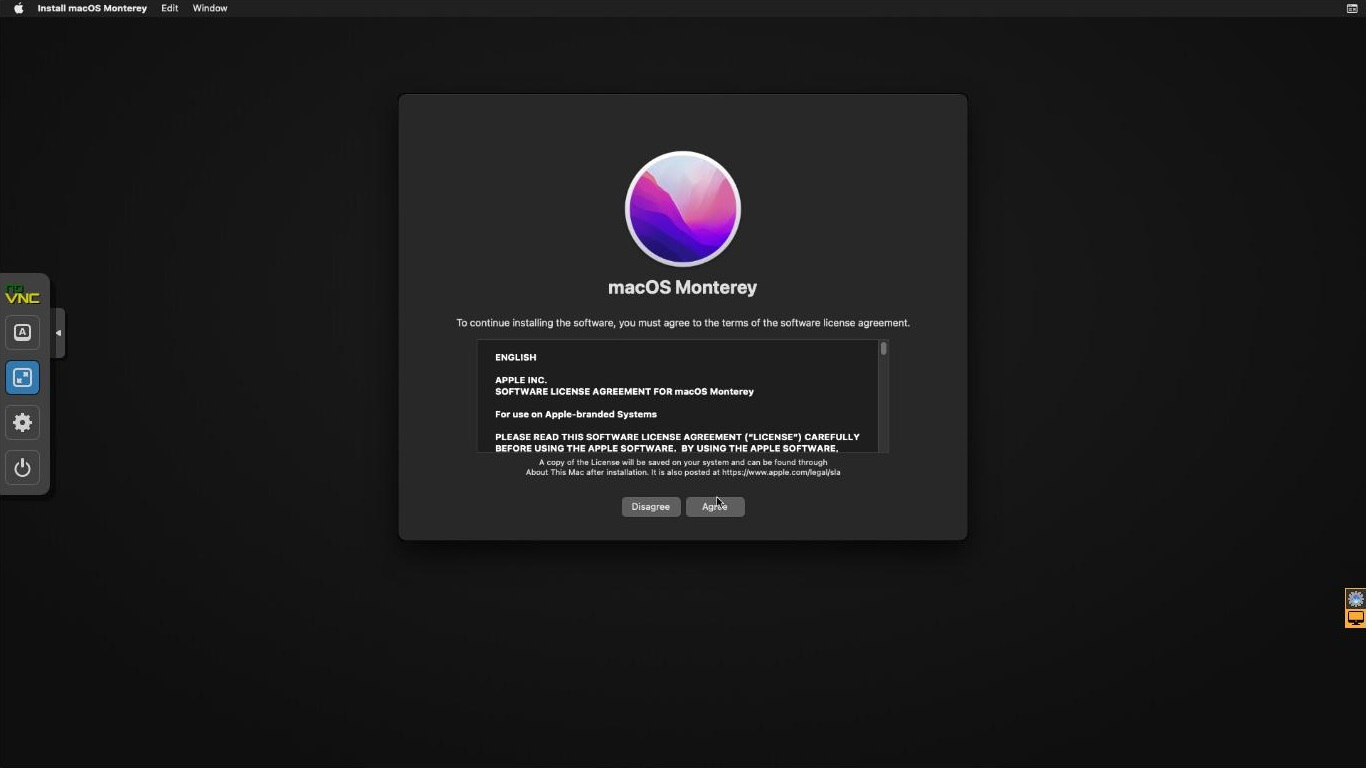 Install macOS Monterey Edit Window
macOS Monterey
To continue installing the software, you must agree to the terms of the software license agreement.
ENGLISH
APPLE INC.
SOFTWARE LICENSE AGREEMENT FOR macOS Monterey
For use on Apple-branded Systems
PLEASE READ THIS SOFTWARE LICENSE AGREEMENT (“LICENSE”) CAREFULLY
BEFORE USING THE APPLE SOFTWARE. BY USING THE APPLE SOFTWARE,
A copy of the License will be saved on your system and can be found through
About This Mac after installation. It is also posted at https://www.apple.com/legal/sla
Disagree Agree
no
VNC
A